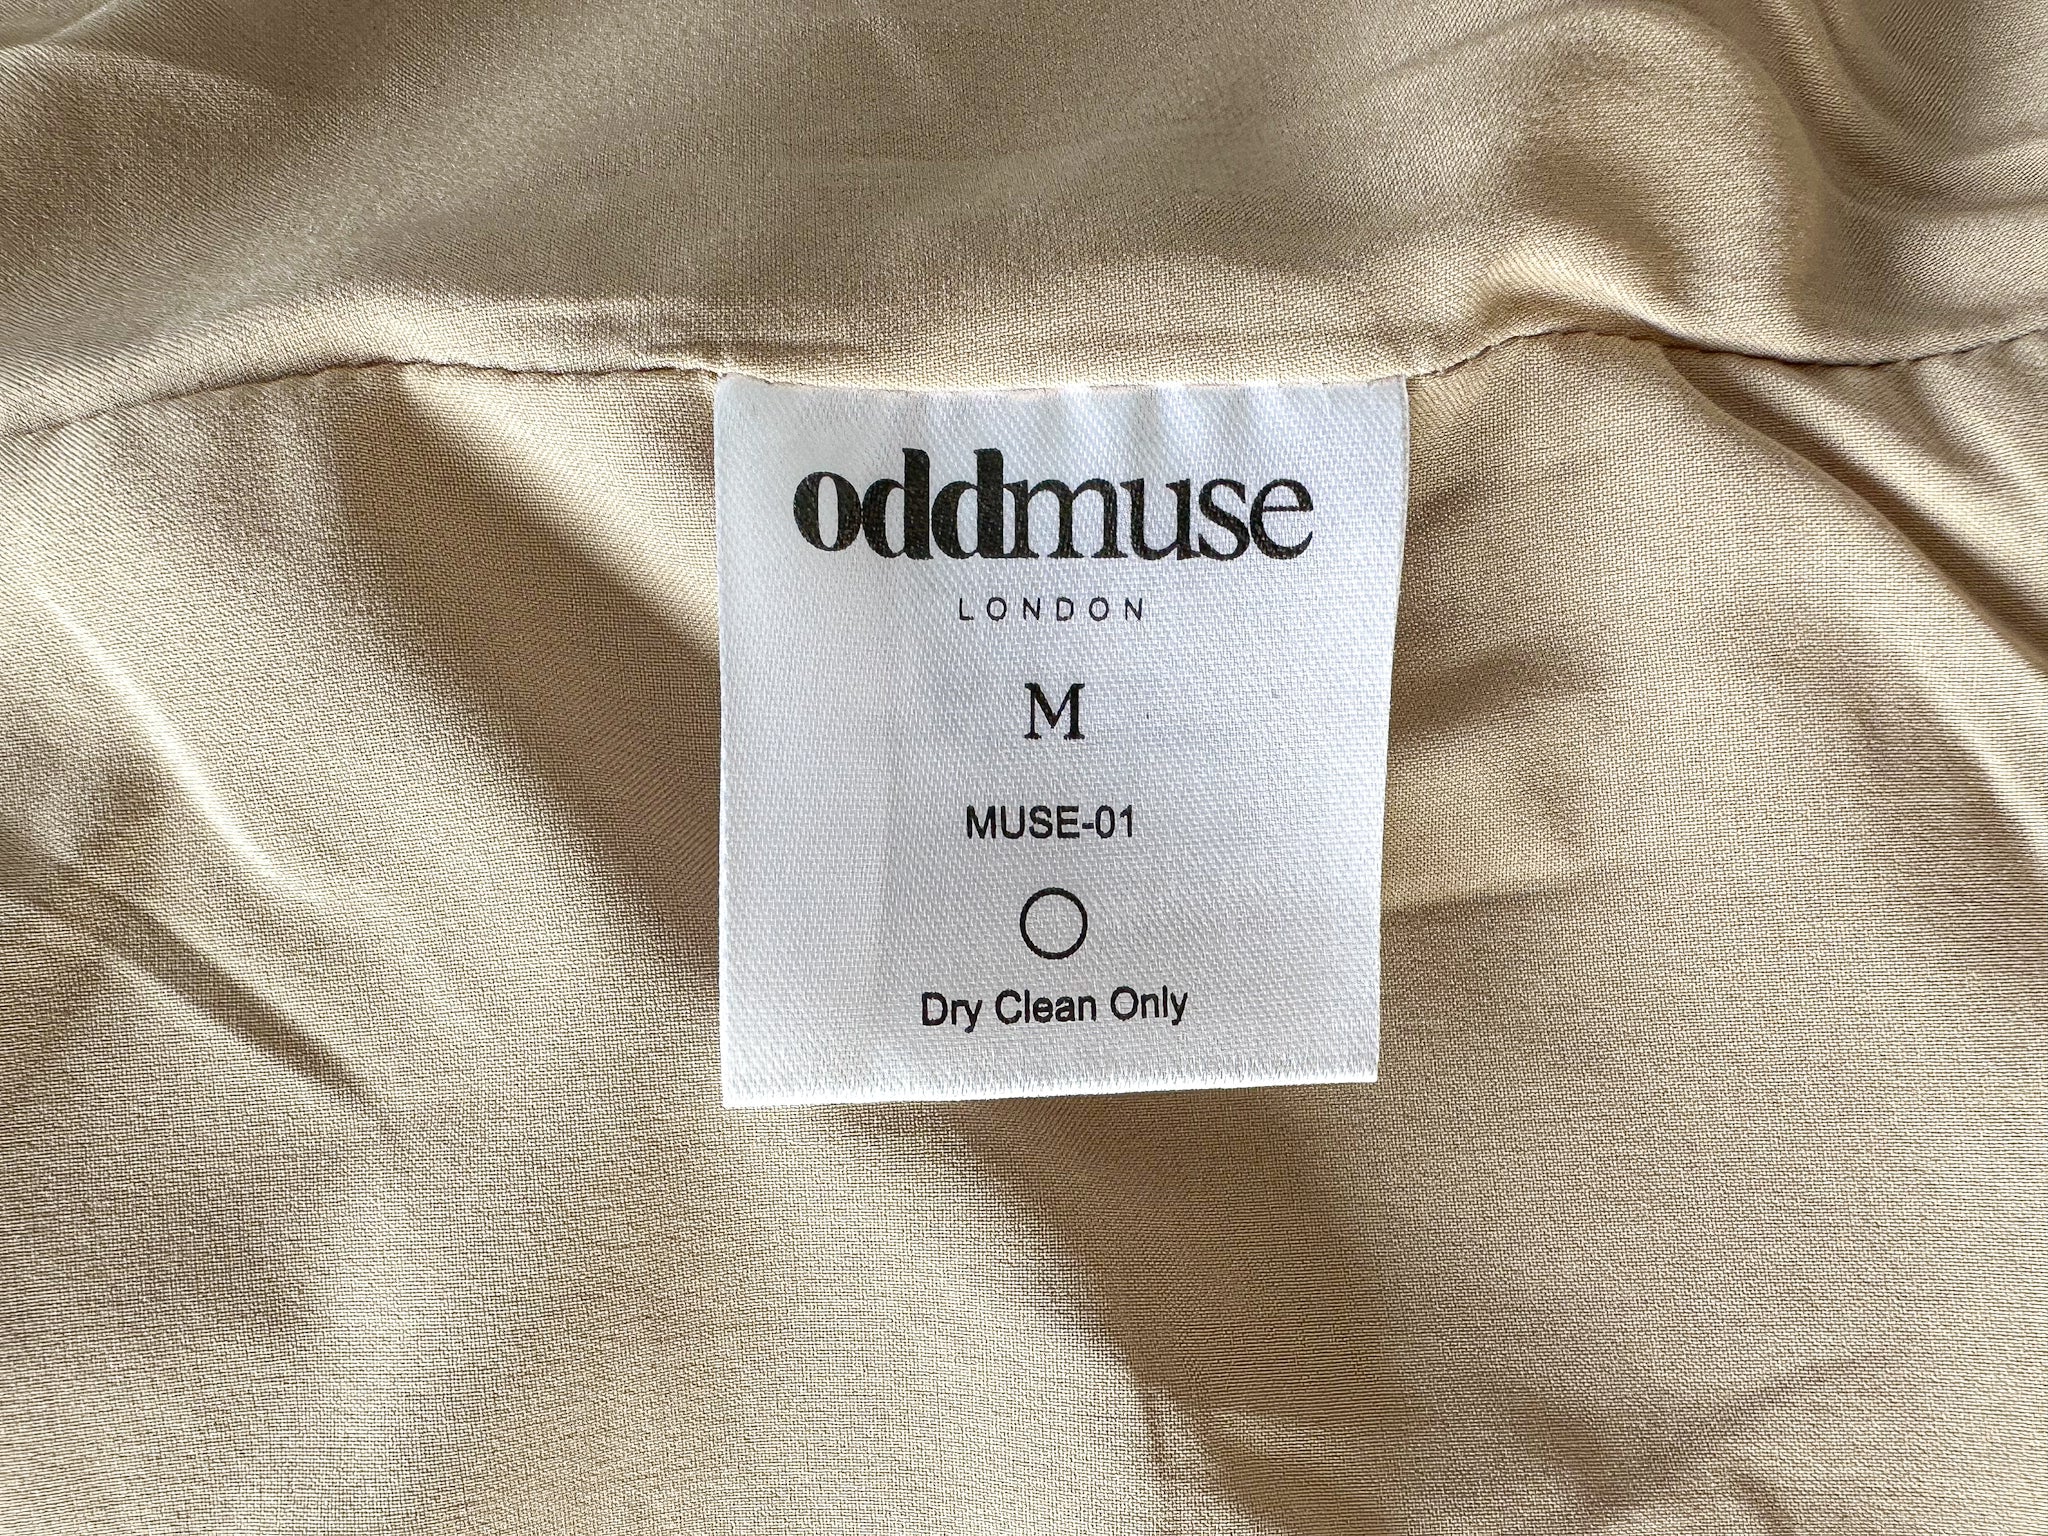 oddmuse
LONDON
M
MUSE-01
Dry Clean Only